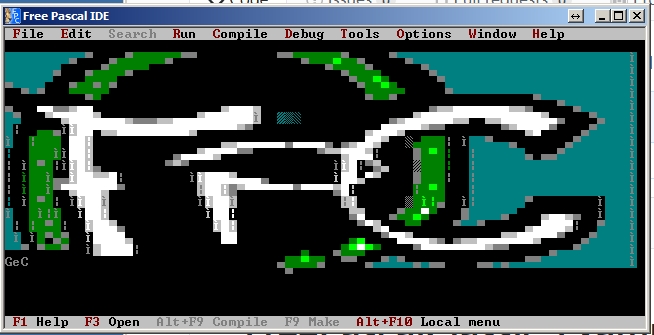 Free Pascal IDE
File Edit Search Run Compile Debug Tools Options Window Help
FPC
GeC
F1 Help F3 Open Alt+F9 Compile F9 Make Alt+F10 Local menu